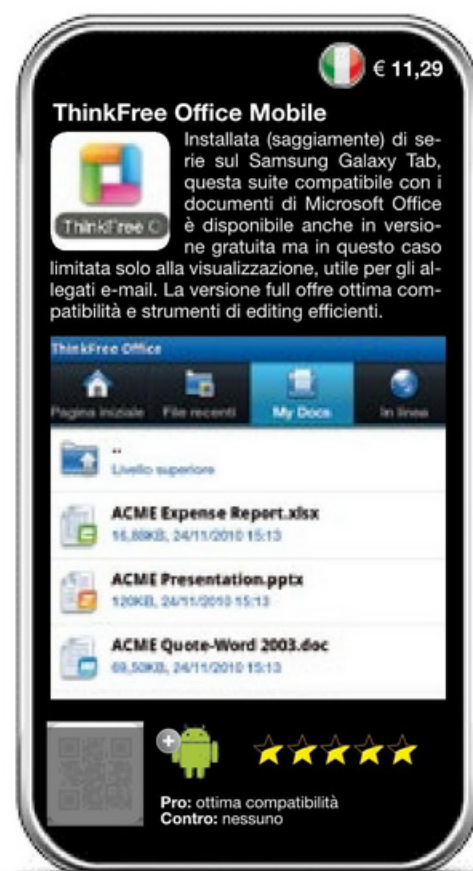 € 11,29
ThinkFree Office Mobile
Installata (saggiamente) di se-
rie sul Samsung Galaxy Tab,
questa suite compatibile con i
documenti di Microsoft Office
è disponibile anche in versio-
ne gratuita ma in questo caso
limitata solo alla visualizzazione, utile per gli al-
legati e-mail. La versione full offre ottima com-
patibilità e strumenti di editing efficienti.
ThinkFree O
ThinkFree Office
Pagina iniziale File recenti My Docs In linea
..
Livello superiore
ACME Expense Report.xlsx
16,88KB, 24/11/2010 15:13
ACME Presentation.pptx
120KB, 24/11/2010 15:13
ACME Quote-Word 2003.doc
69,50KB, 24/11/2010 15:13
+
Pro: ottima compatibilità
Contro: nessuno